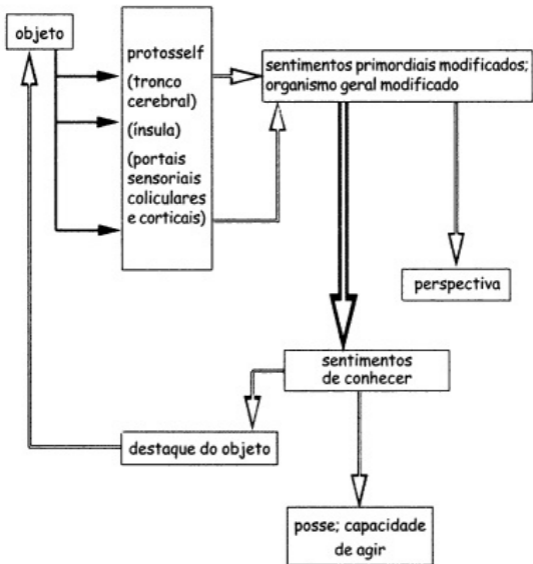 objeto
protosself
(tronco
cerebral)
(ínsula)
(portais
sensoriais
coliculares
e corticais)
sentimentos primordiais modificados;
organismo geral modificado
perspectiva
sentimentos
de conhecer
destaque do objeto
posse; capacidade
de agir